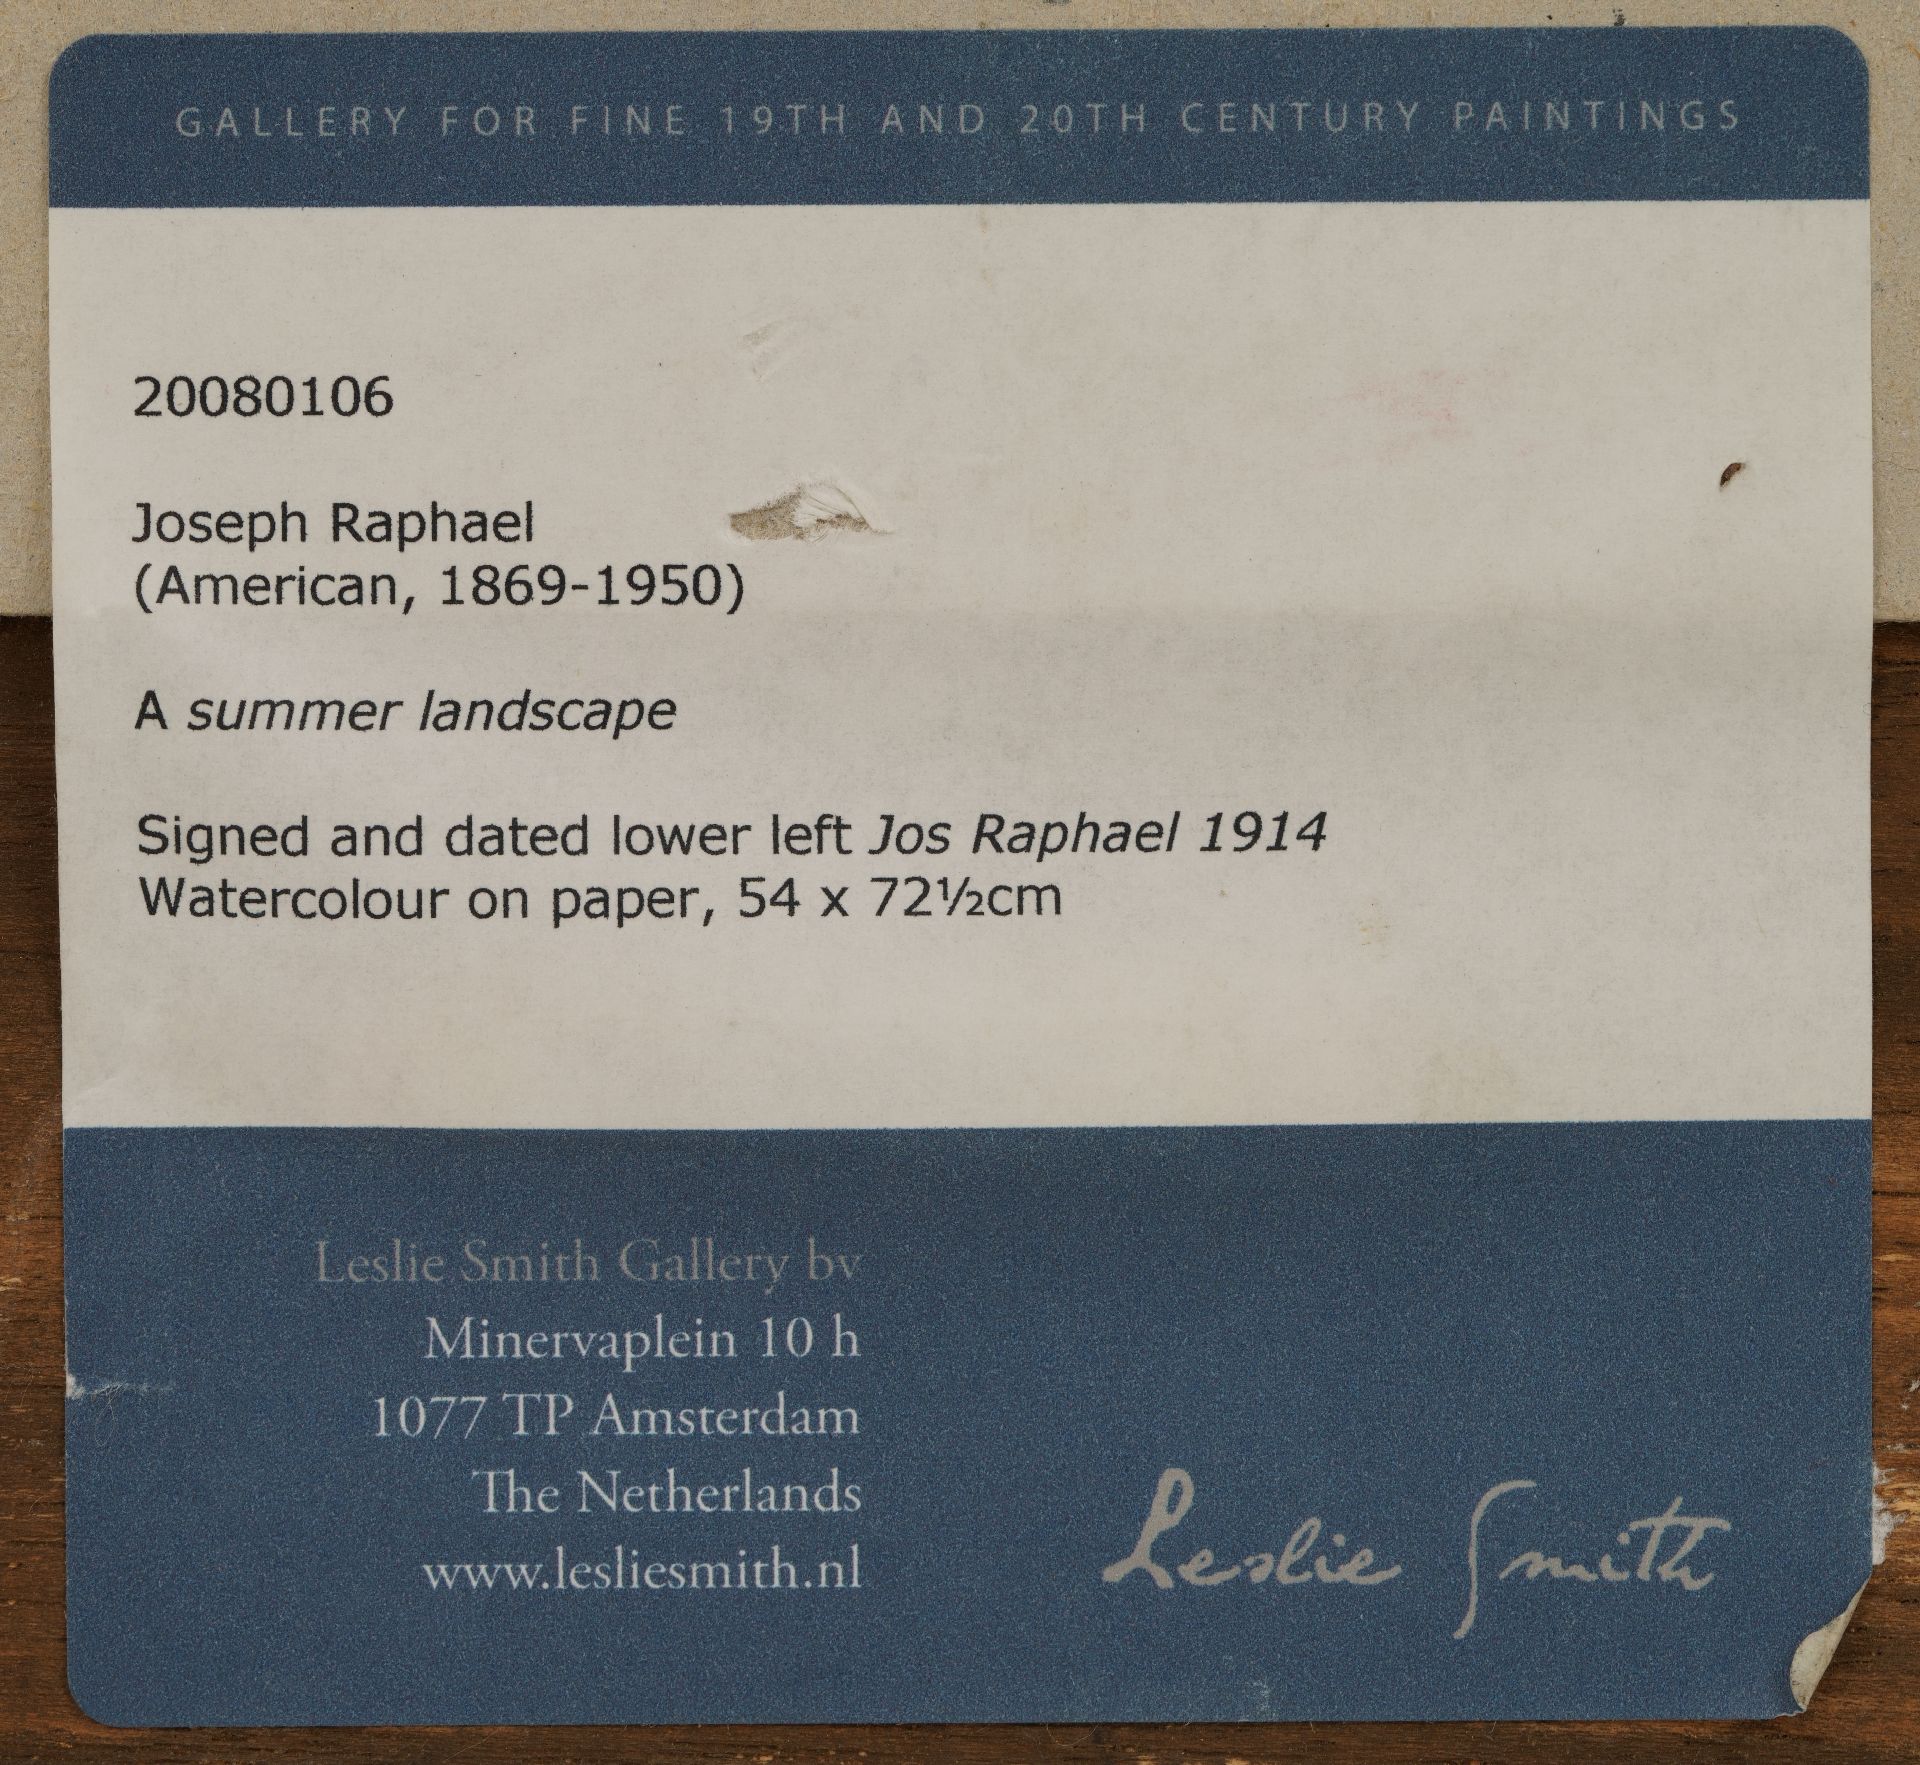 GALLERY FOR FINE 19TH AND 20TH CENTURY PAINTINGS
20080106
Joseph Raphael
(American, 1869-1950)
A summer landscape
Signed and dated lower left Jos Raphael 1914
Watercolour on paper, 54 x 72½cm
Leslie Smith Gallery bv
Minervaplein 10 h
1077 TP Amsterdam
The Netherlands
www.lesliesmith.nl
Leslie Smith